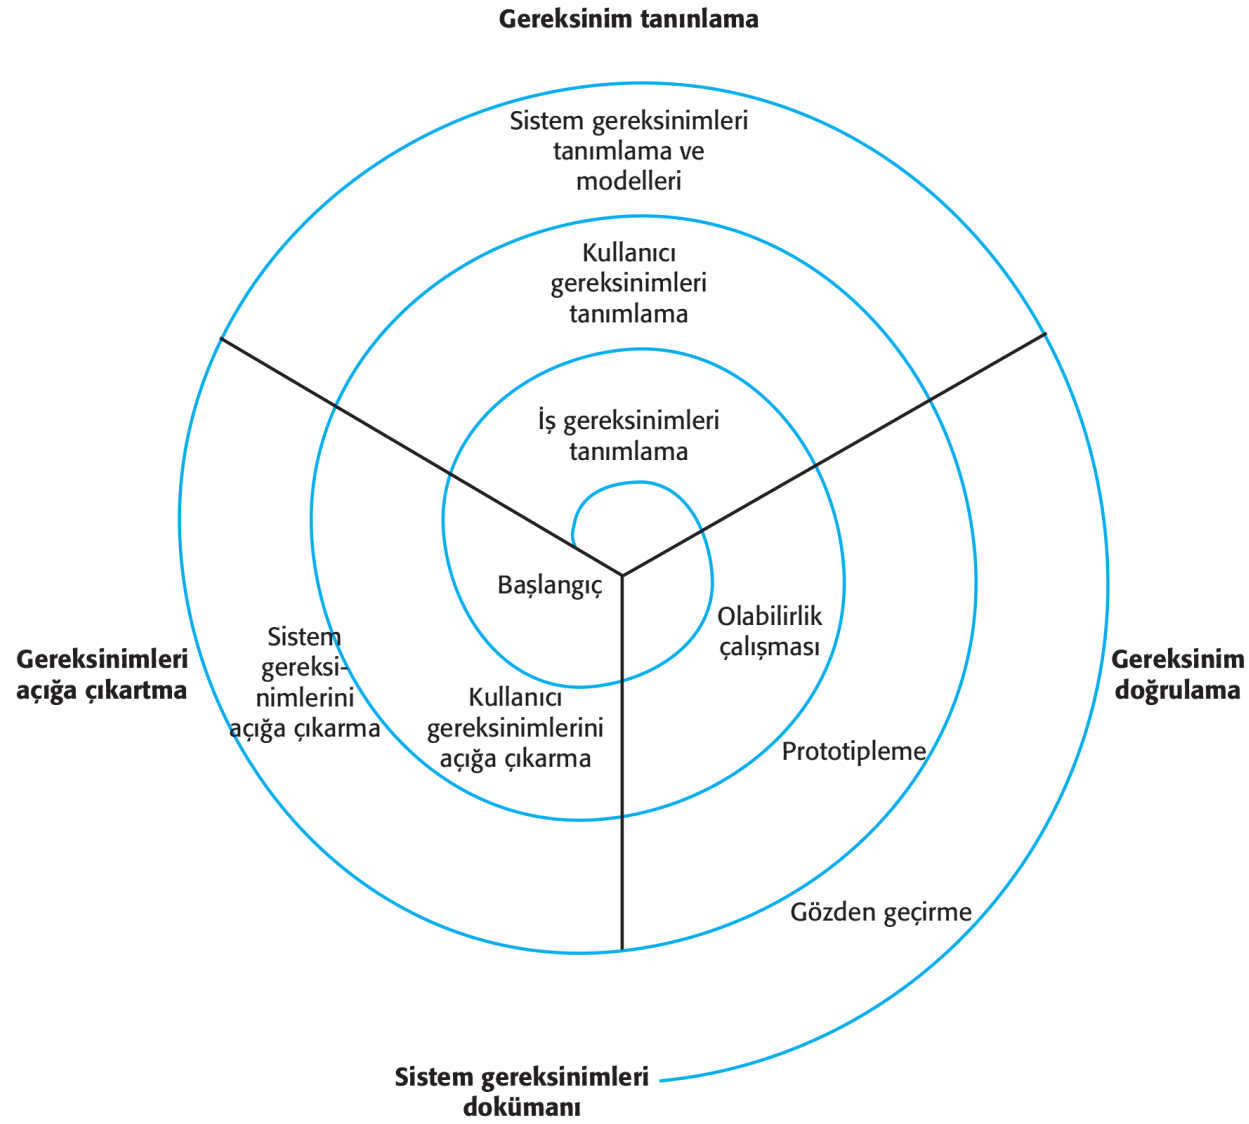 Gereksinim tanınlama
Sistem gereksinimleri
tanımlama ve
modelleri
Kullanıcı
gereksinimleri
tanımlama
İş gereksinimleri
tanımlama
Başlangıç
Olabilirlik
çalışması
Sistem
gereksi-
nimlerini
açığa çıkarma
Gereksinimleri
açığa çıkartma
Gereksinim
doğrulama
Kullanıcı
gereksinimlerini
açığa çıkarma
Prototipleme
Gözden geçirme
Sistem gereksinimleri
dokümanı